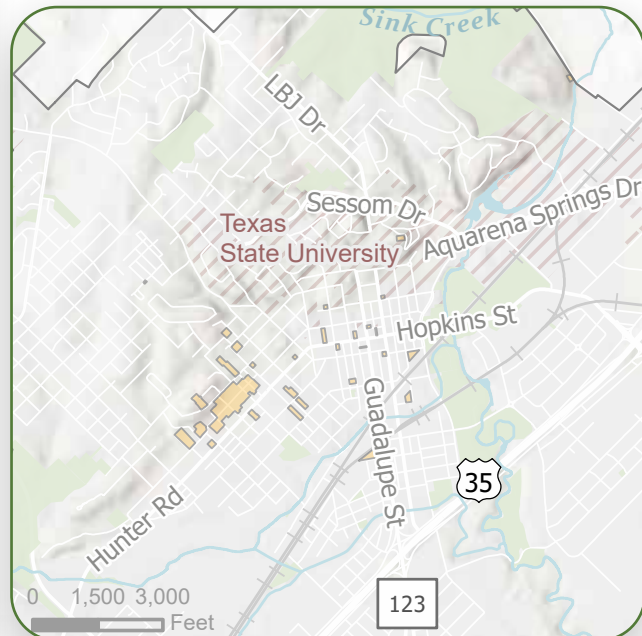 Sink Creek
LBJ Dr
Sessom Dr
Texas
State University
Aquarena Springs Dr
Hopkins St
Guadalupe St
35
Hunter Rd
123
0 1,500 3,000
Feet